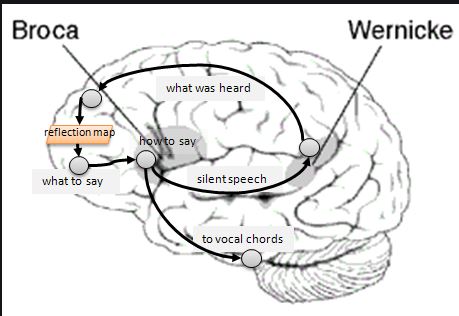 Broca
Wernicke
what was heard
reflection map
how to say
what to say
silent speech
to vocal chords